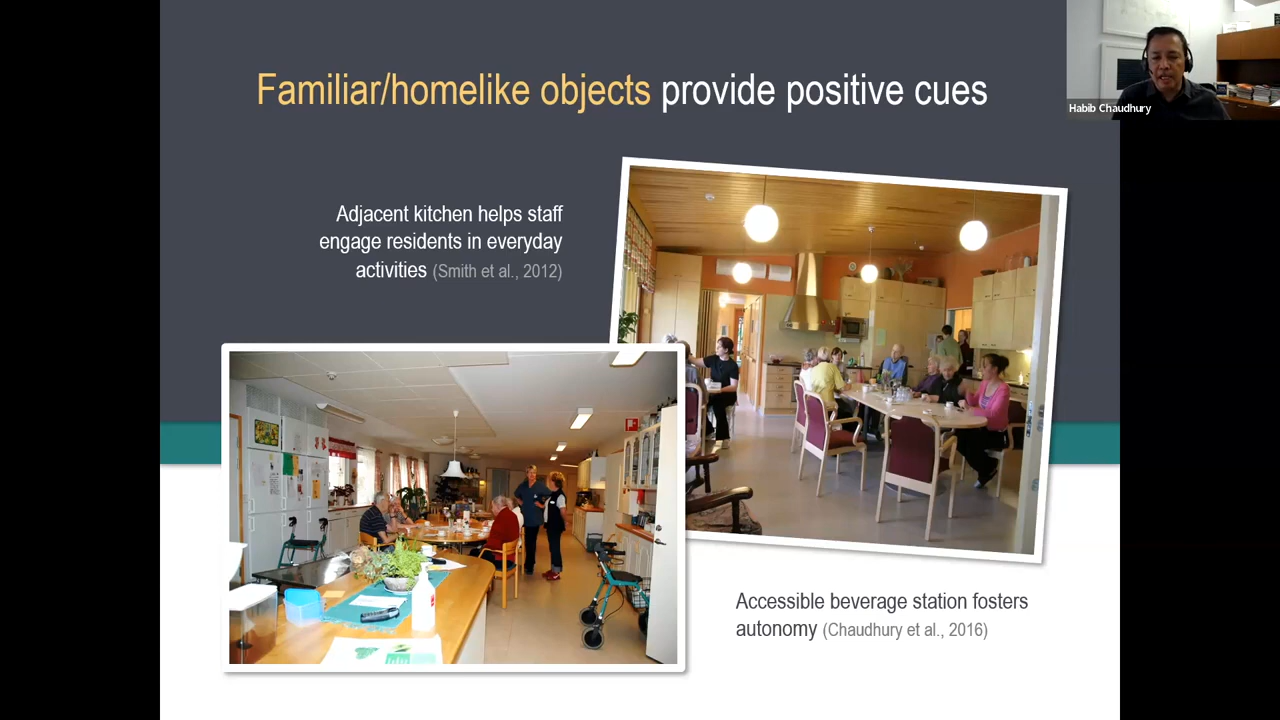 Familiar/homelike objects provide positive cues
Habib Chaudhury
Adjacent kitchen helps staff
engage residents in everyday
activities (Smith et al., 2012)
Accessible beverage station fosters
autonomy (Chaudhury et al., 2016)